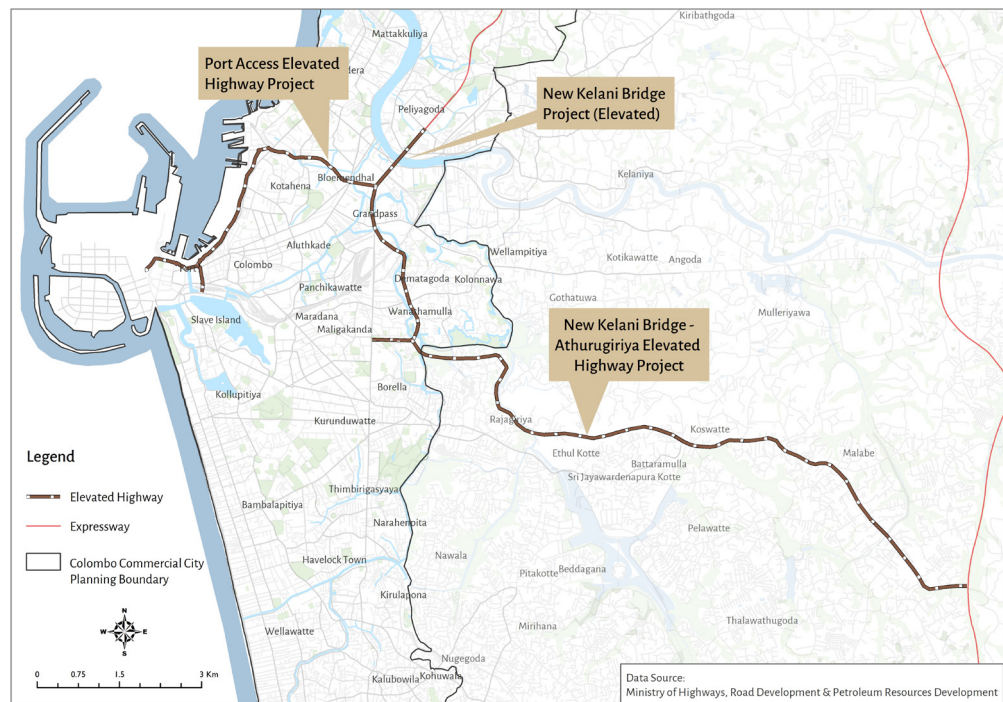 Kiribathgoda
Mattakkuliya
Port Access Elevated
Highway Project
dera
Peliyagoda
New Kelani Bridge
Project (Elevated)
Bloemendhal
Kotahena
Kelaniya
Grandpass
Aluthkade
Wellampitiya
Kotikawatte
Angoda
Colombo
Dematagoda
Kolonnawa
Panchikawatte
Gothatuwa
Mulleriyawa
Slave Island
Maradana
Wanathamulla
Maligakanda
New Kelani Bridge -
Athurugiriya Elevated
Highway Project
Borella
Kollupitiya
Kurunduwatte
Rajagiriya
Koswatte
Ethul Kotte
Malabe
Battaramulla
Sri Jayawardenapura Kotte
Legend
Elevated Highway
Expressway
Colombo Commercial City
Planning Boundary
Thimbirigasyaya
Bambalapitiya
Narahenpita
Pelawatte
Havelock Town
Nawala
Pitakotte
Beddagana
Kirulapona
Thalawathugoda
Mirihana
Wellawatte
Nugegoda
Kohuwala
Kalubowila
N
W
E
S
0 0.75 1.5 3 Km
Data Source:
Ministry of Highways, Road Development & Petroleum Resources Development